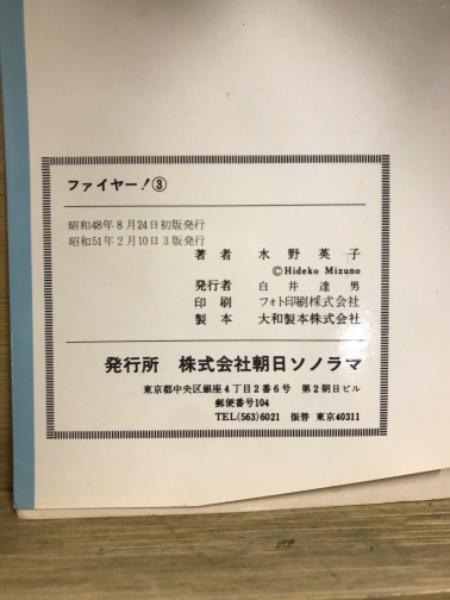 ファイヤー!③
昭和48年8月24日初版発行
昭和51年2月10日3版発行
著者 水野英子
©Hideko Mizuno
発行者 白井達男
印刷 フォト印刷株式会社
製本 大和製本株式会社
発行所 株式会社朝日ソノラマ
東京都中央区銀座4丁目2番6号 第2朝日ビル
郵便番号104
TEL(563)6021 振替 東京40311